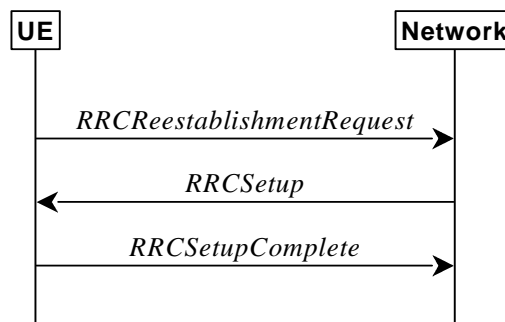 UE
Network
RRCReestablishmentRequest
RRCSetup
RRCSetupComplete